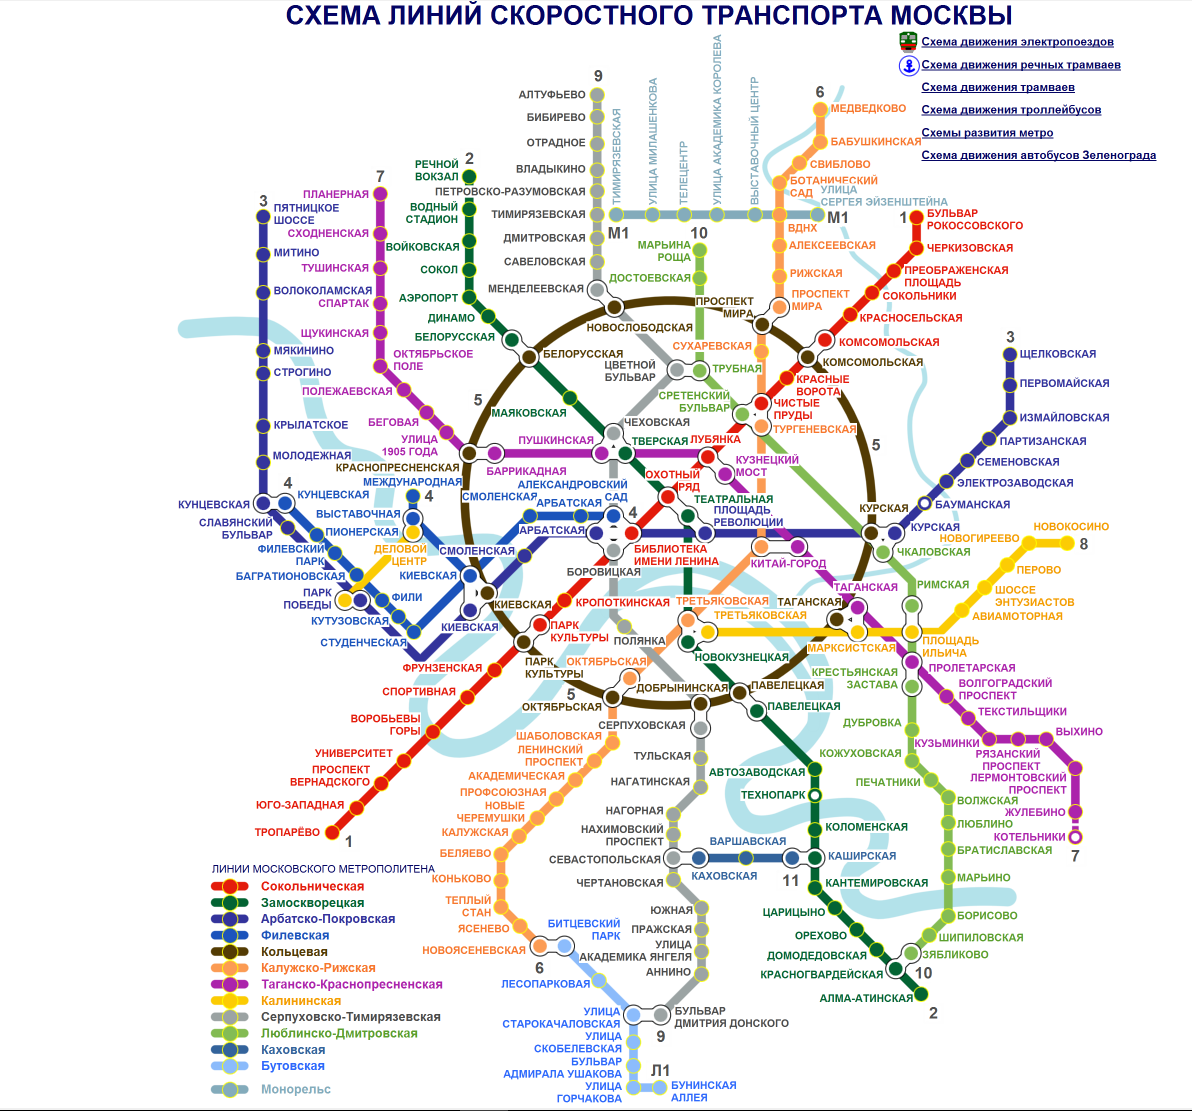 СХЕМА ЛИНИЙ СКОРОСТНОГО ТРАНСПОРТА МОСКВЫ
Схема движения электропоездов
Схема движения речных трамваев
Схема движения трамваев
Схема движения троллейбусов
Схемы развития метро
Схема движения автобусов Зеленограда
9
АЛТУФЬЕВО
БИБИРЕВО
ОТРАДНОЕ
ВЛАДЫКИНО
ПЕТРОВСКО-РАЗУМОВСКАЯ
ТИМИРЯЗЕВСКАЯ
ДМИТРОВСКАЯ
САВЕЛОВСКАЯ
МЕНДЕЛЕЕВСКАЯ
ТИМИРЯЗЕВСКАЯ
УЛИЦА МИЛАШЕНКОВА
ТЕЛЕЦЕНТР
УЛИЦА АКАДЕМИКА КОРОЛЕВА
ВЫСТАВОЧНЫЙ ЦЕНТР
УЛИЦА
СЕРГЕЯ ЭЙЗЕНШТЕЙНА
М1
М1
6
МЕДВЕДКОВО
БАБУШКИНСКАЯ
СВИБЛОВО
БОТАНИЧЕСКИЙ
САД
ВДНХ
АЛЕКСЕЕВСКАЯ
РИЖСКАЯ
ПРОСПЕКТ
МИРА
10
МАРЬИНА
РОЩА
ДОСТОЕВСКАЯ
1
БУЛЬВАР
РОКОССОВСКОГО
ЧЕРКИЗОВСКАЯ
ПРЕОБРАЖЕНСКАЯ
ПЛОЩАДЬ
СОКОЛЬНИКИ
КРАСНОСЕЛЬСКАЯ
КОМСОМОЛЬСКАЯ
КОМСОМОЛЬСКАЯ
2
РЕЧНОЙ
ВОКЗАЛ
ВОДНЫЙ
СТАДИОН
ВОЙКОВСКАЯ
СОКОЛ
АЭРОПОРТ
ДИНАМО
БЕЛОРУССКАЯ
7
ПЛАНЕРНАЯ
СХОДНЕНСКАЯ
ТУШИНСКАЯ
СПАРТАК
ЩУКИНСКАЯ
ОКТЯБРЬСКОЕ
ПОЛЕ
ПОЛЕЖАЕВСКАЯ
БЕГОВАЯ
УЛИЦА
1905 ГОДА
3
ПЯТНИЦКОЕ
ШОССЕ
МИТИНО
ВОЛОКОЛАМСКАЯ
МЯКИНИНО
СТРОГИНО
КРЫЛАТСКОЕ
МОЛОДЕЖНАЯ
КУНЦЕВСКАЯ
4
КУНЦЕВСКАЯ
СЛАВЯНСКИЙ
БУЛЬВАР
ПИОНЕРСКАЯ
ФИЛЕВСКИЙ
ПАРК
БАГРАТИОНОВСКАЯ
ФИЛИ
КУТУЗОВСКАЯ
СТУДЕНЧЕСКАЯ
ПАРК
ПОБЕДЫ
ДЕЛОВОЙ
ЦЕНТР
МЕЖДУНАРОДНАЯ
4
ВЫСТАВОЧНАЯ
КИЕВСКАЯ
КИЕВСКАЯ
КИЕВСКАЯ
СМОЛЕНСКАЯ
СМОЛЕНСКАЯ
АРБАТСКАЯ
АРБАТСКАЯ
АЛЕКСАНДРОВСКИЙ
САД
4
КРАСНОПРЕСНЕНСКАЯ
БАРРИКАДНАЯ
ПУШКИНСКАЯ
ТВЕРСКАЯ
ЧЕХОВСКАЯ
МАЯКОВСКАЯ
БЕЛОРУССКАЯ
5
НОВОСЛОБОДСКАЯ
ПРОСПЕКТ
МИРА
СУХАРЕВСКАЯ
ЦВЕТНОЙ
БУЛЬВАР
ТРУБНАЯ
СРЕТЕНСКИЙ
БУЛЬВАР
КРАСНЫЕ
ВОРОТА
ЧИСТЫЕ
ПРУДЫ
ТУРГЕНЕВСКАЯ
ЛУБЯНКА
КУЗНЕЦКИЙ
МОСТ
ОХОТНЫЙ
РЯД
ТЕАТРАЛЬНАЯ
ПЛОЩАДЬ
РЕВОЛЮЦИИ
БИБЛИОТЕКА
ИМЕНИ ЛЕНИНА
БОРОВИЦКАЯ
КИТАЙ-ГОРОД
5
3
ЩЕЛКОВСКАЯ
ПЕРВОМАЙСКАЯ
ИЗМАЙЛОВСКАЯ
ПАРТИЗАНСКАЯ
СЕМЕНОВСКАЯ
ЭЛЕКТРОЗАВОДСКАЯ
БАУМАНСКАЯ
КУРСКАЯ
КУРСКАЯ
ЧКАЛОВСКАЯ
РИМСКАЯ
НОВОКОСИНО
8
НОВОГИРЕЕВО
ПЕРОВО
ШОССЕ
ЭНТУЗИАСТОВ
АВИАМОТОРНАЯ
ПЛОЩАДЬ
ИЛЬИЧА
ТАГАНСКАЯ
ТАГАНСКАЯ
МАРКСИСТСКАЯ
ТРЕТЬЯКОВСКАЯ
ТРЕТЬЯКОВСКАЯ
НОВОКУЗНЕЦКАЯ
КРОПОТКИНСКАЯ
ПАРК
КУЛЬТУРЫ
ПАРК
КУЛЬТУРЫ
ПОЛЯНКА
ОКТЯБРЬСКАЯ
ОКТЯБРЬСКАЯ
5
ДОБРЫНИНСКАЯ
СЕРПУХОВСКАЯ
ПАВЕЛЕЦКАЯ
ПАВЕЛЕЦКАЯ
ФРУНЗЕНСКАЯ
СПОРТИВНАЯ
ВОРОБЬЕВЫ
ГОРЫ
УНИВЕРСИТЕТ
ПРОСПЕКТ
ВЕРНАДСКОГО
ЮГО-ЗАПАДНАЯ
ТРОПАРЁВО
1
ШАБОЛОВСКАЯ
ЛЕНИНСКИЙ
ПРОСПЕКТ
АКАДЕМИЧЕСКАЯ
ПРОФСОЮЗНАЯ
НОВЫЕ
ЧЕРЕМУШКИ
КАЛУЖСКАЯ
БЕЛЯЕВО
КОНЬКОВО
ТЕПЛЫЙ
СТАН
ЯСЕНЕВО
НОВОЯСЕНЕВСКАЯ
6
БИТЦЕВСКИЙ
ПАРК
ЛЕСОПАРКОВАЯ
УЛИЦА
СТАРОКАЧАЛОВСКАЯ
УЛИЦА
СКОБЕЛЕВСКАЯ
БУЛЬВАР
АДМИРАЛА УШАКОВА
УЛИЦА
ГОРЧАКОВА
Л1
БУНИНСКАЯ
АЛЛЕЯ
ТУЛЬСКАЯ
НАГАТИНСКАЯ
НАГОРНАЯ
НАХИМОВСКИЙ
ПРОСПЕКТ
СЕВАСТОПОЛЬСКАЯ
ЧЕРТАНОВСКАЯ
ЮЖНАЯ
ПРАЖСКАЯ
УЛИЦА
АКАДЕМИКА ЯНГЕЛЯ
АННИНО
БУЛЬВАР
ДМИТРИЯ ДОНСКОГО
9
ВАРШАВСКАЯ
КАХОВСКАЯ
11
КАШИРСКАЯ
АВТОЗАВОДСКАЯ
ТЕХНОПАРК
КОЛОМЕНСКАЯ
КАНТЕМИРОВСКАЯ
ЦАРИЦЫНО
ОРЕХОВО
ДОМОДЕДОВСКАЯ
КРАСНОГВАРДЕЙСКАЯ
АЛМА-АТИНСКАЯ
2
КРЕСТЬЯНСКАЯ
ЗАСТАВА
ДУБРОВКА
КОЖУХОВСКАЯ
ПЕЧАТНИКИ
ВОЛЖСКАЯ
ЛЮБЛИНО
БРАТИСЛАВСКАЯ
МАРЬИНО
БОРИСОВО
ШИПИЛОВСКАЯ
ЗЯБЛИКОВО
10
ПРОЛЕТАРСКАЯ
ВОЛГОГРАДСКИЙ
ПРОСПЕКТ
ТЕКСТИЛЬЩИКИ
КУЗЬМИНКИ
РЯЗАНСКИЙ
ПРОСПЕКТ
ВЫХИНО
ЛЕРМОНТОВСКИЙ
ПРОСПЕКТ
ЖУЛЕБИНО
КОТЕЛЬНИКИ
7
ЛИНИИ МОСКОВСКОГО МЕТРОПОЛИТЕНА
Сокольническая
Замоскворецкая
Арбатско-Покровская
Филевская
Кольцевая
Калужско-Рижская
Таганско-Краснопресненская
Калининская
Серпуховско-Тимирязевская
Люблинско-Дмитровская
Каховская
Бутовская
Монорельс